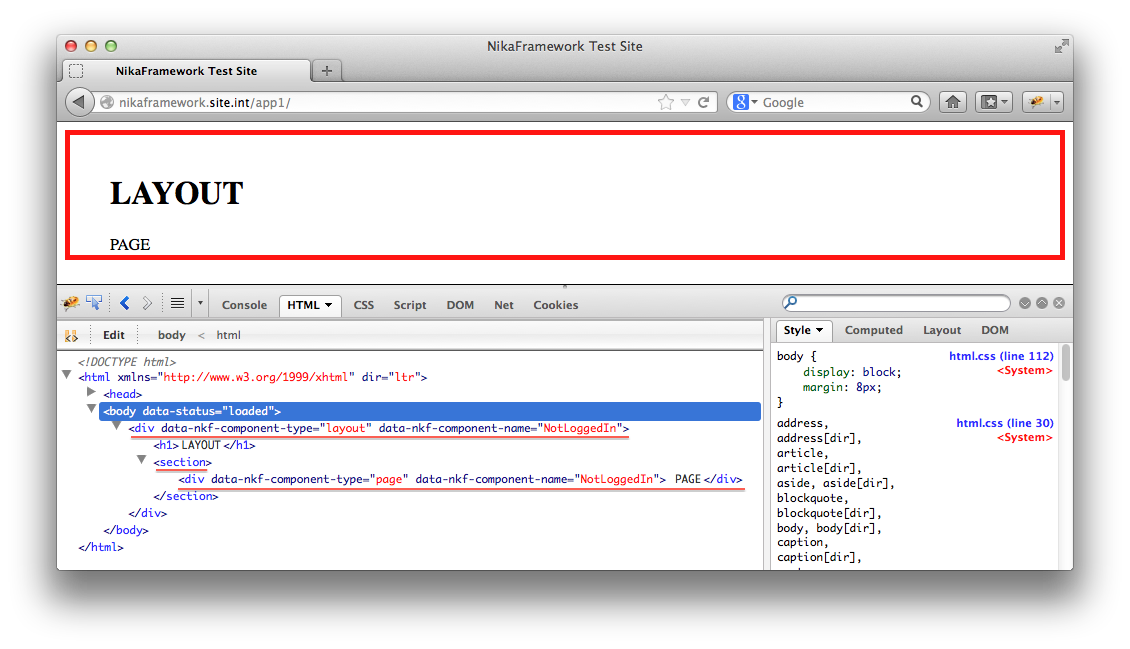 NikaFramework Test Site
NikaFramework Test Site
nikaframework.site.int/app1/
Google
LAYOUT
PAGE
Console HTML CSS Script DOM Net Cookies
Edit body < html
Style Computed Layout DOM
<!DOCTYPE html>
<html xmlns="http://www.w3.org/1999/xhtml" dir="ltr">
<head>
<body data-status="loaded">
<div data-nkf-component-type="layout" data-nkf-component-name="NotLoggedIn">
<h1> LAYOUT </h1>
<section>
<div data-nkf-component-type="page" data-nkf-component-name="NotLoggedIn"> PAGE </div>
</section>
</div>
</body>
</html>
body { html.css (line 112)
display: block; <System>
margin: 8px;
}
address, html.css (line 30)
address[dir], <System>
article,
article[dir],
aside, aside[dir],
blockquote,
blockquote[dir],
body, body[dir],
caption,
caption[dir],